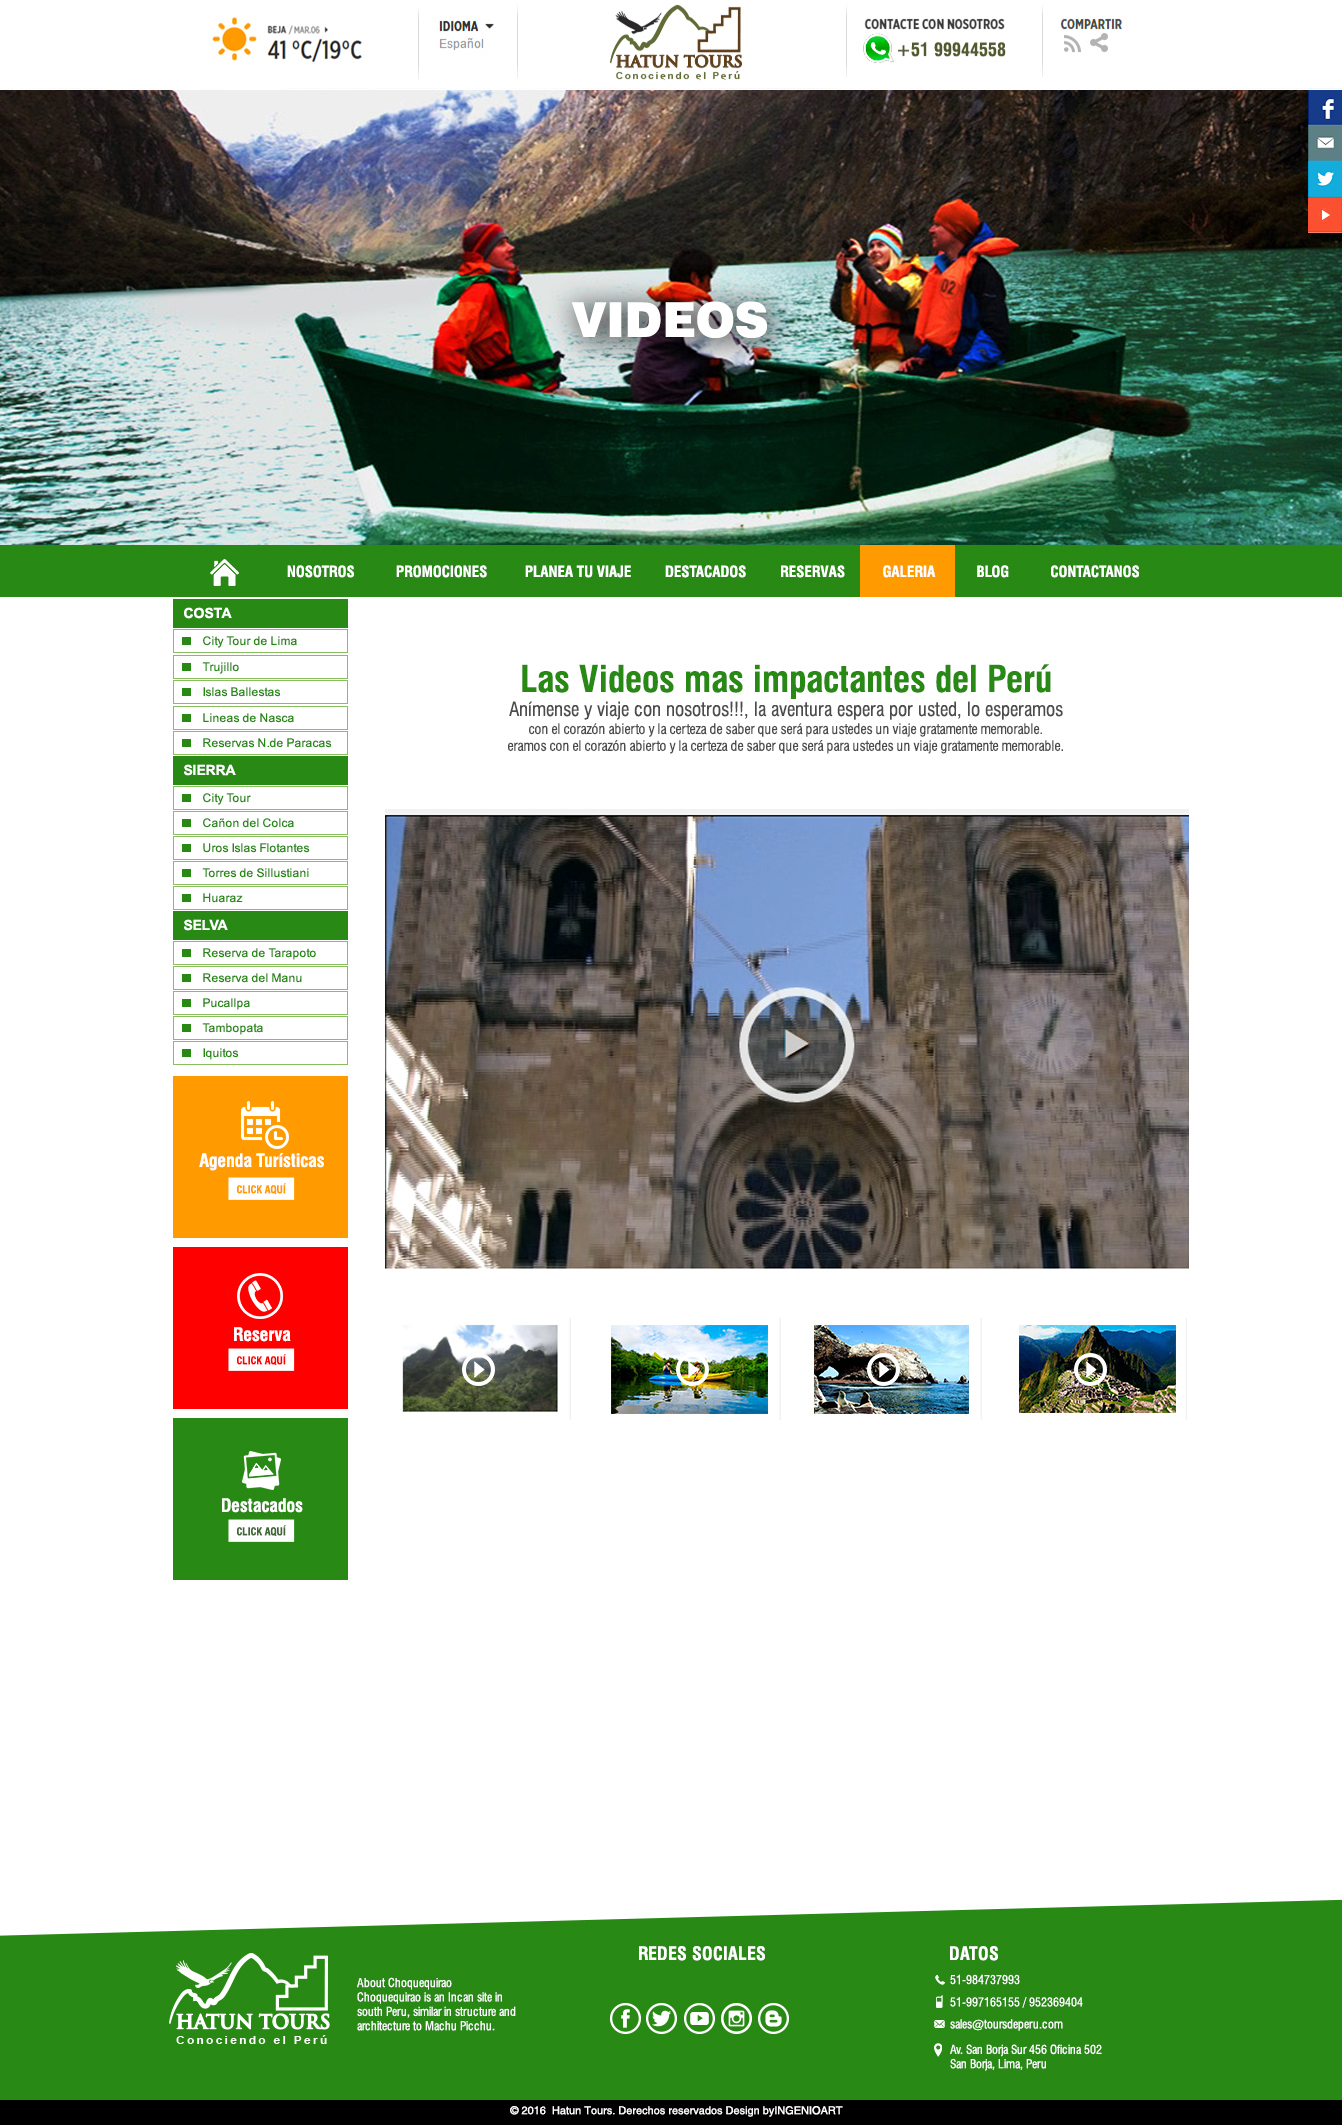 BEJA / MAR.06
41 ºC/19ºC
IDIOMA
Español
HATUN TOURS
Conociendo el Perú
CONTACTE CON NOSOTROS
+51 99944558
COMPARTIR
02
VIDEOS
NOSOTROS PROMOCIONES PLANEA TU VIAJE DESTACADOS RESERVAS GALERIA BLOG CONTACTANOS
COSTA
City Tour de Lima
Trujillo
Islas Ballestas
Lineas de Nasca
Reservas N.de Paracas
SIERRA
City Tour
Cañon del Colca
Uros Islas Flotantes
Torres de Sillustiani
Huaraz
SELVA
Reserva de Tarapoto
Reserva del Manu
Pucallpa
Tambopata
Iquitos
Agenda Turísticas
CLICK AQUÍ
Reserva
CLICK AQUÍ
Destacados
CLICK AQUÍ
Las Videos mas impactantes del Perú
Anímense y viaje con nosotros!!!, la aventura espera por usted, lo esperamos
con el corazón abierto y la certeza de saber que será para ustedes un viaje gratamente memorable.
eramos con el corazón abierto y la certeza de saber que será para ustedes un viaje gratamente memorable.
HATUN TOURS
Conociendo el Perú
About Choquequirao
Choquequirao is an Incan site in
south Peru, similar in structure and
architecture to Machu Picchu.
REDES SOCIALES
DATOS
51-984737993
51-997165155 / 952369404
sales@toursdeperu.com
Av. San Borja Sur 456 Oficina 502
San Borja, Lima, Peru
© 2016 Hatun Tours. Derechos reservados Design byINGENIOART